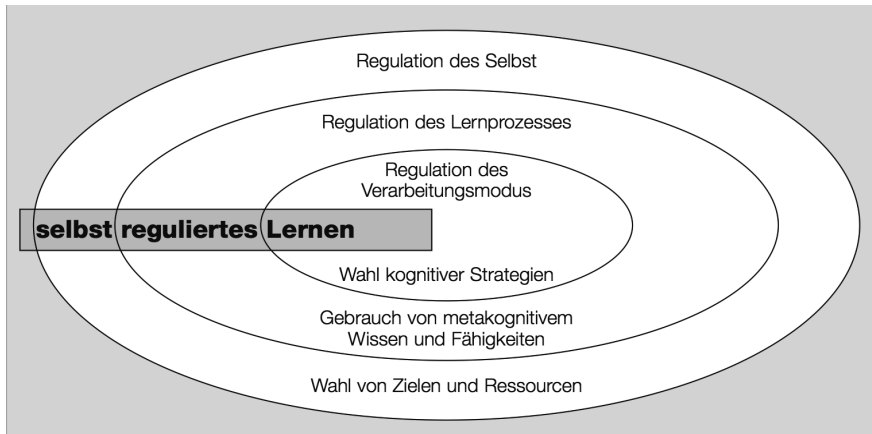 Regulation des Selbst
Regulation des Lernprozesses
Regulation des
Verarbeitungsmodus
selbst reguliertes Lernen
Wahl kognitiver Strategien
Gebrauch von metakognitivem
Wissen und Fähigkeiten
Wahl von Zielen und Ressourcen